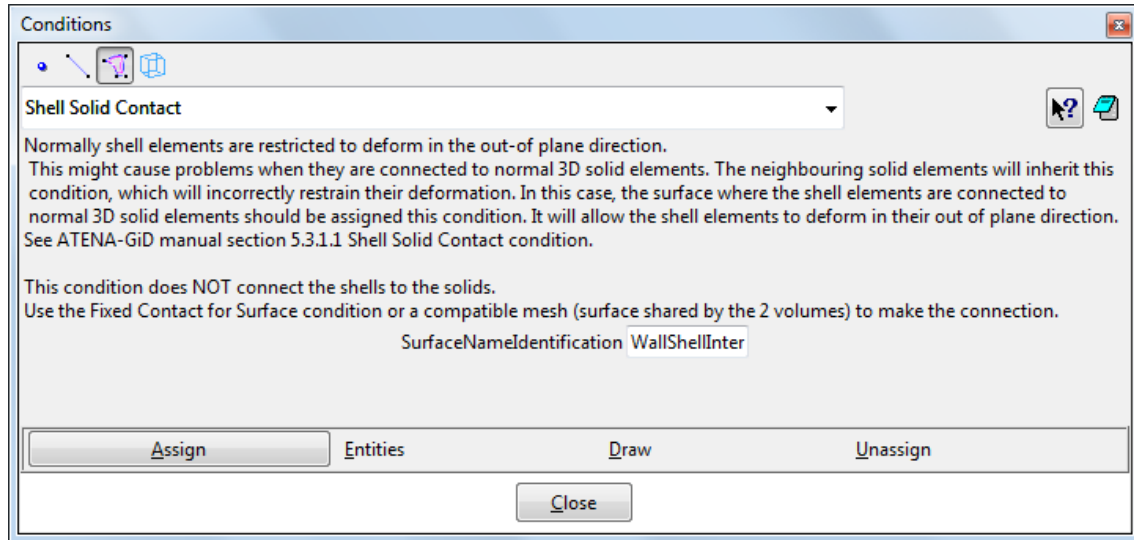 Conditions
Shell Solid Contact
?
Normally shell elements are restricted to deform in the out-of plane direction.
This might cause problems when they are connected to normal 3D solid elements. The neighbouring solid elements will inherit this
condition, which will incorrectly restrain their deformation. In this case, the surface where the shell elements are connected to
normal 3D solid elements should be assigned this condition. It will allow the shell elements to deform in their out of plane direction.
See ATENA-GiD manual section 5.3.1.1 Shell Solid Contact condition.
This condition does NOT connect the shells to the solids.
Use the Fixed Contact for Surface condition or a compatible mesh (surface shared by the 2 volumes) to make the connection.
SurfaceNameIdentification WallShellInter
Assign Entities Draw Unassign
Close